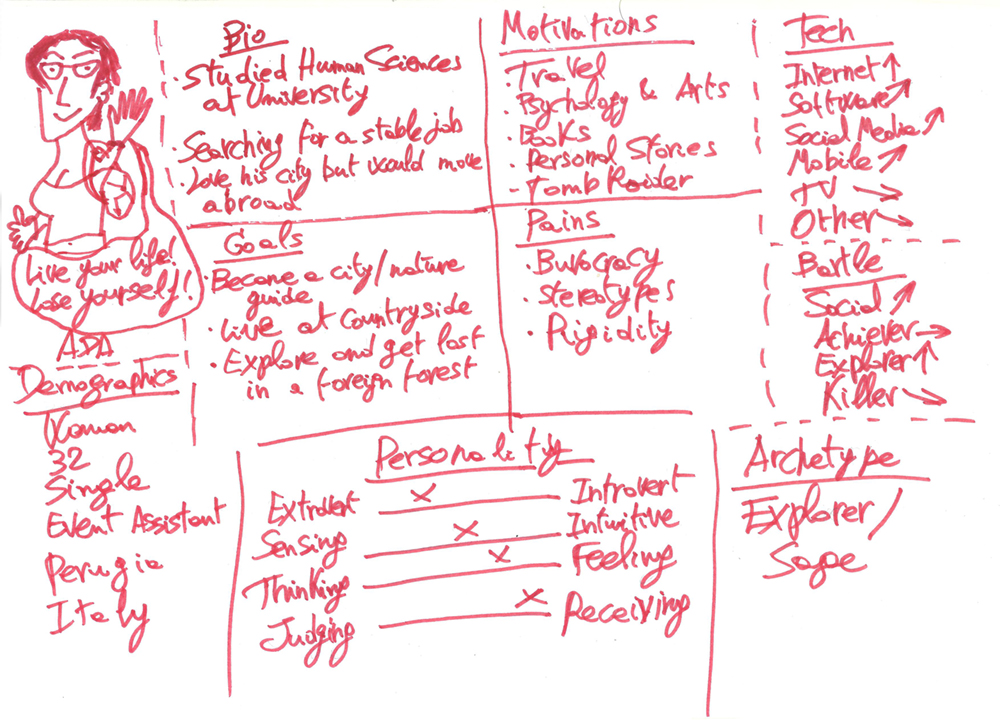 Live your life!
Lose yourself!
ADA
Demographics
Woman
32
Single
Event Assistant
Perugia
Italy
Bio
· Studied Human Sciences
at University
· Searching for a stable job
· Love his city but would move
abroad
Goals
· Become a city/nature
guide
· Live at Countryside
· Explore and get lost
in a foreign forest
Motivations
· Travel
· Psychology & Arts
· Books
· Personal Stories
- Tomb Raider
Pains
· Burocracy
· Stereotypes
· Rigidity
Tech
Internet ↑
Software ↗
Social Media ↗
Mobile ↗
TV →
Other ↘
Bartle
Social ↗
Achiever →
Explorer ↑
Killer ↘
Personality
Extrovert X Introvert
Sensing X Intuitive
Thinking X Feeling
Judging X Receiving
Archetype
Explorer/
Sage